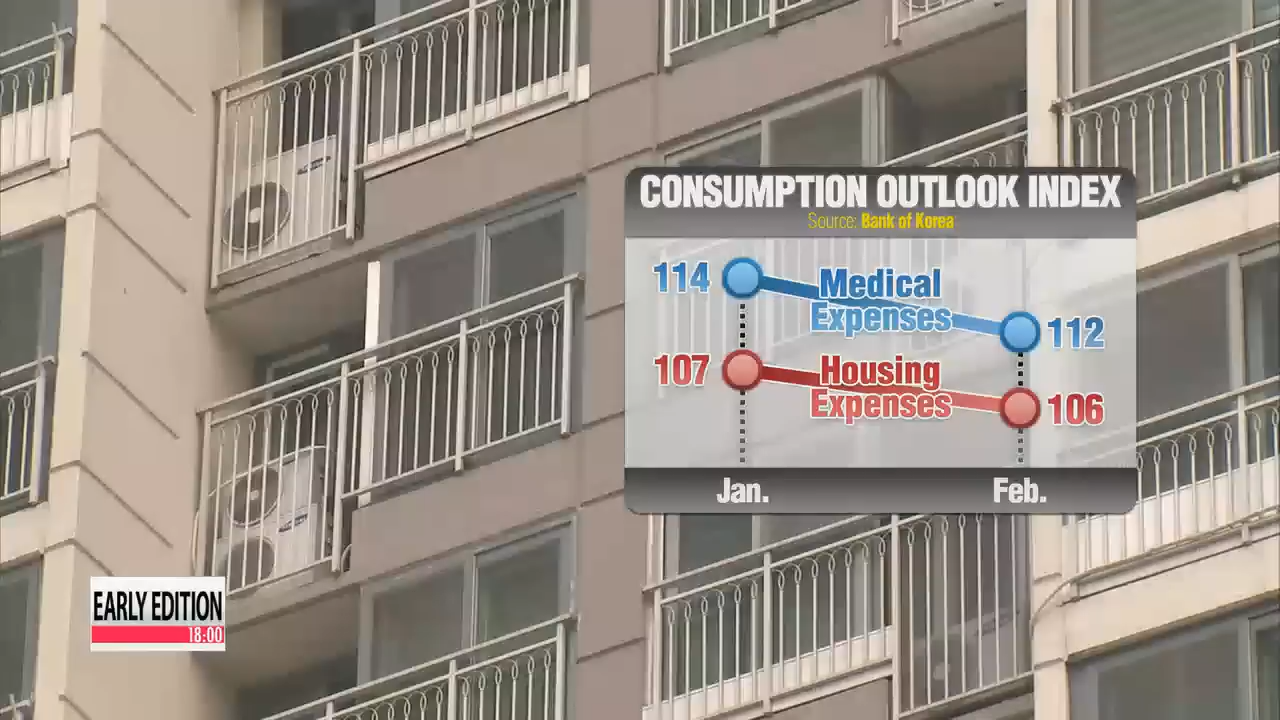 CONSUMPTION OUTLOOK INDEX
Source: Bank of Korea
114
Medical
Expenses
112
107
Housing
Expenses
106
Jan.
Feb.
EARLY EDITION
18:00